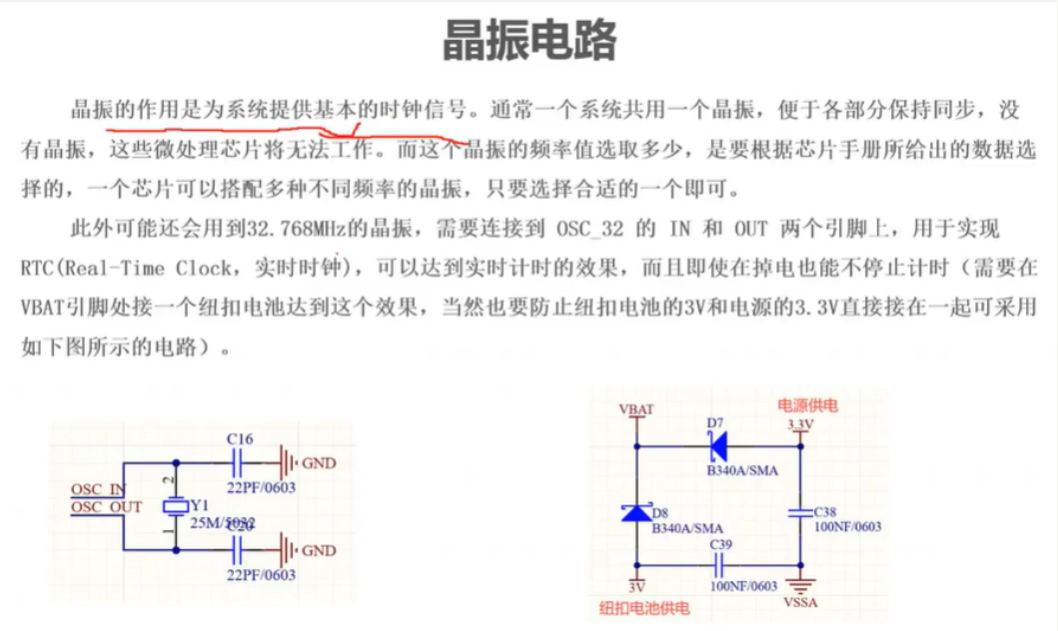 晶振电路
晶振的作用是为系统提供基本的时钟信号。通常一个系统共用一个晶振，便于各部分保持同步，没
有晶振，这些微处理芯片将无法工作。而这个晶振的频率值选取多少，是要根据芯片手册所给出的数据选
择的，一个芯片可以搭配多种不同频率的晶振，只要选择合适的一个即可。
此外可能还会用到32.768MHz的晶振，需要连接到 OSC_32 的 IN 和 OUT 两个引脚上，用于实现
RTC(Real-Time Clock，实时时钟)，可以达到实时计时的效果，而且即使在掉电也能不停止计时（需要在
VBAT引脚处接一个纽扣电池达到这个效果，当然也要防止纽扣电池的3V和电源的3.3V直接接在一起可采用
如下图所示的电路）。
C16
GND
22PF/0603
OSC_IN
OSC_OUT
2
Y1
25M/5032
1
C20
GND
22PF/0603
VBAT
电源供电
D7
3.3V
B340A/SMA
D8
B340A/SMA
C38
100NF/0603
C39
100NF/0603
3V
VSSA
纽扣电池供电